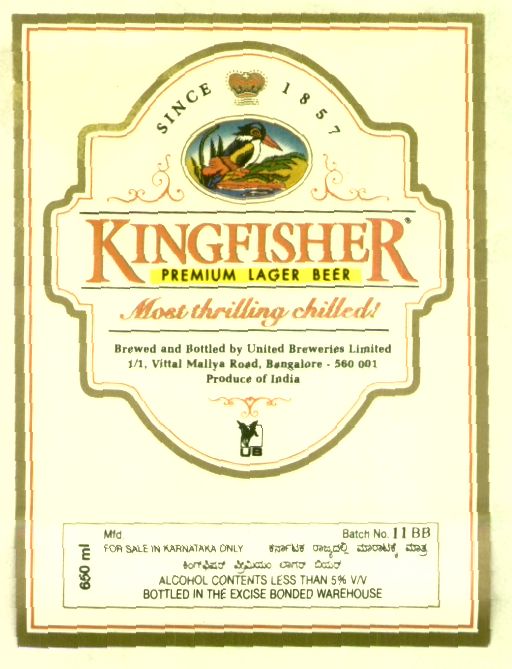 SINCE 1857
KINGFISHER®
PREMIUM LAGER BEER
Most thrilling chilled!
Brewed and Bottled by United Breweries Limited
1/1, Vittal Mallya Road, Bangalore - 560 001
Produce of India
UB
650 ml
Mfd Batch No. 11 BB
FOR SALE IN KARNATAKA ONLY ಕರ್ನಾಟಕ ರಾಜ್ಯದಲ್ಲಿ ಮಾರಾಟಕ್ಕೆ ಮಾತ್ರ
ಕಿಂಗ್‌ಫಿಷರ್ ಪ್ರೀಮಿಯಂ ಲಾಗರ್ ಬಿಯರ್
ALCOHOL CONTENTS LESS THAN 5% V/V
BOTTLED IN THE EXCISE BONDED WAREHOUSE